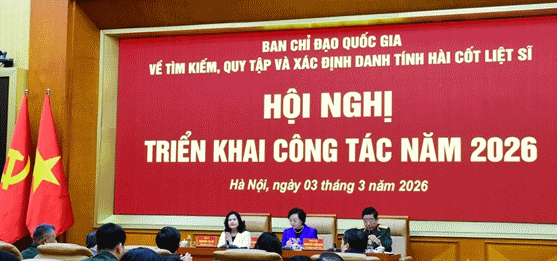 BAN CHỈ ĐẠO QUỐC GIA
VỀ TÌM KIẾM, QUY TẬP VÀ XÁC ĐỊNH DANH TÍNH HÀI CỐT LIỆT SĨ
HỘI NGHỊ
TRIỂN KHAI CÔNG TÁC NĂM 2026
Hà Nội, ngày 03 tháng 3 năm 2026